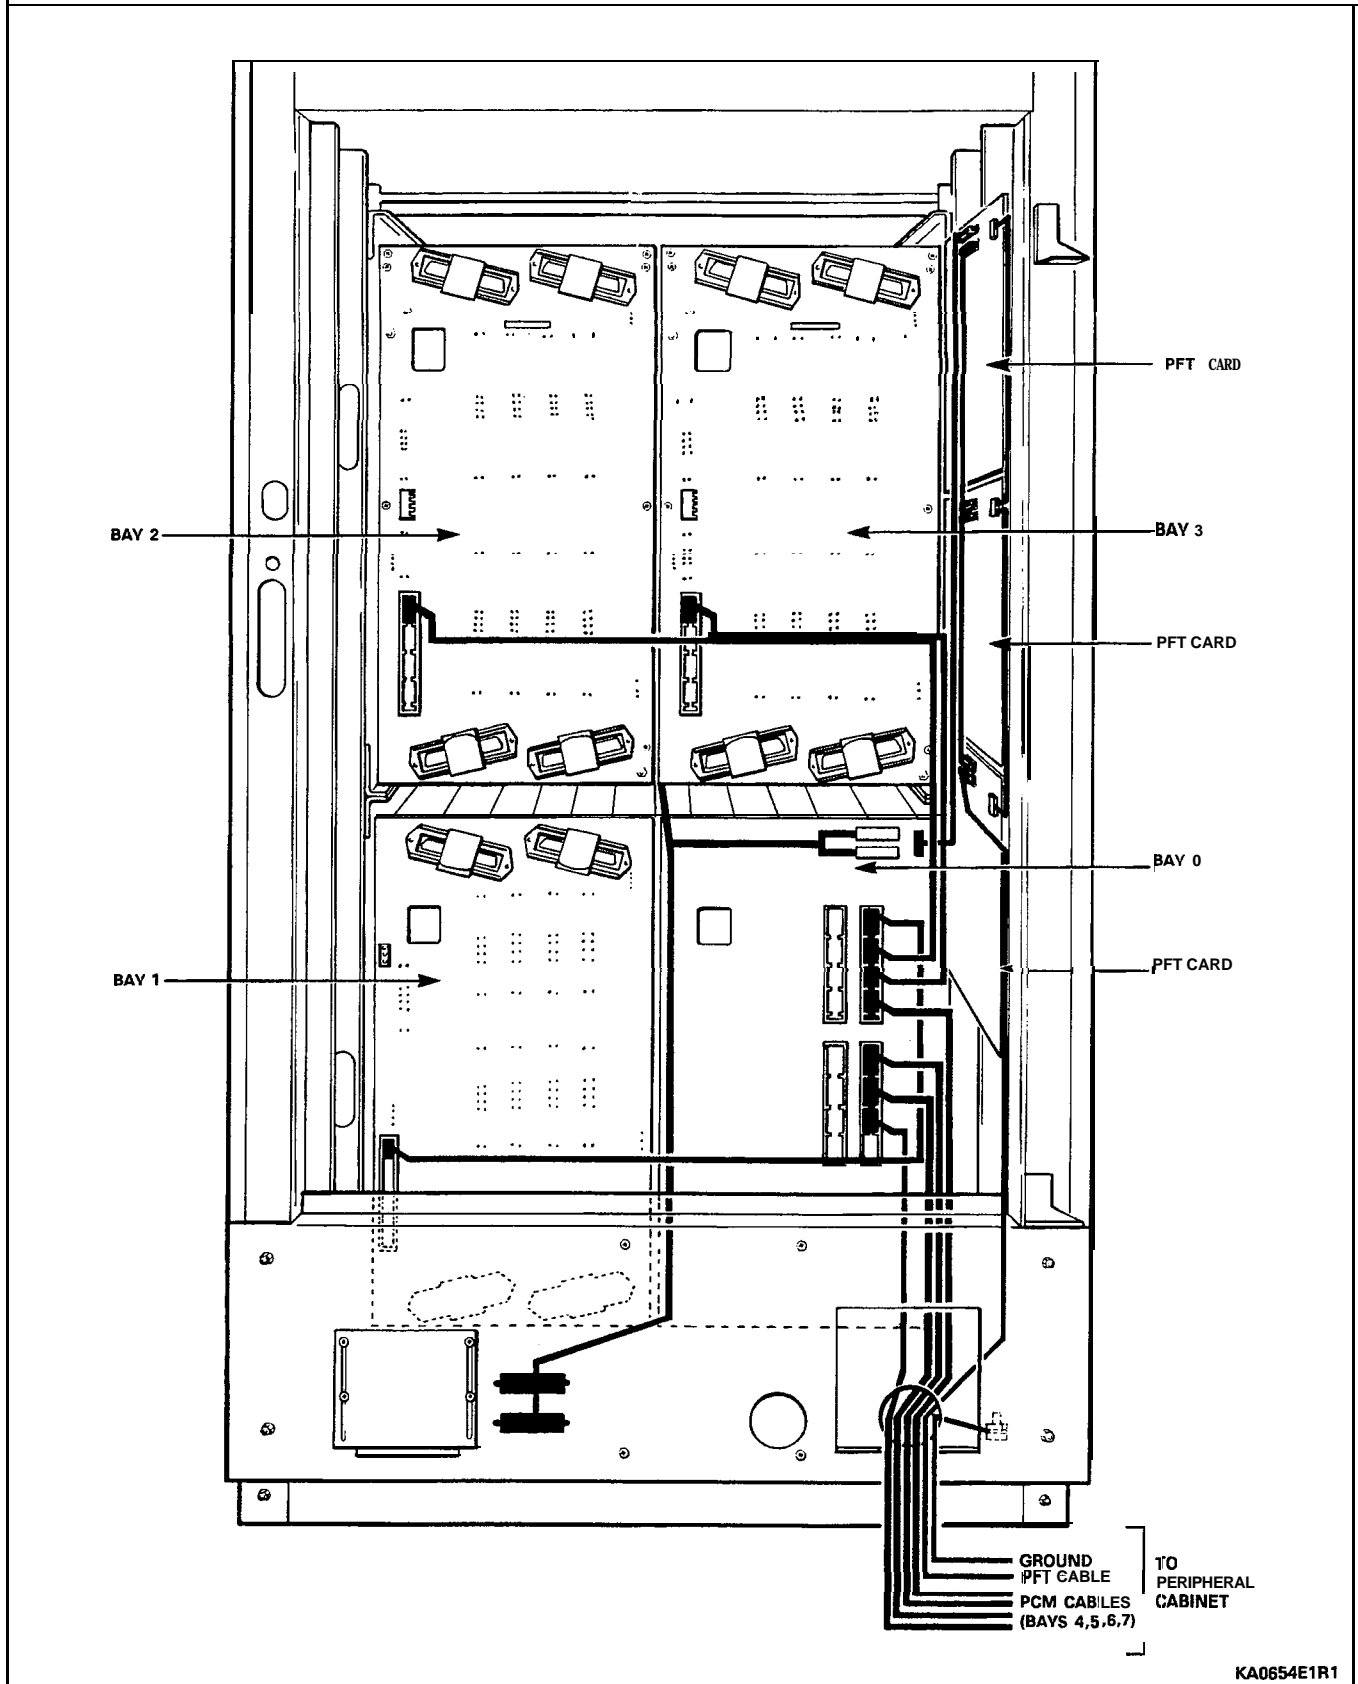 PFT CARD
BAY 2
BAY 3
PFT CARD
BAY 0
PFT CARD
BAY 1
GROUND
PFT CABLE
PCM CABLES
(BAYS 4,5,6,7)
TO
PERIPHERAL
CABINET
KA0654E1R1